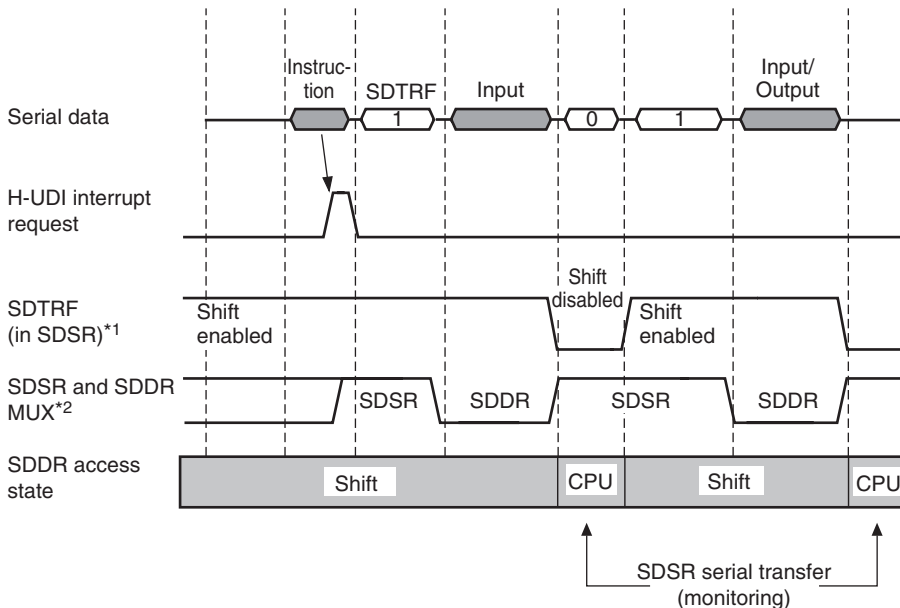 Instruc-
tion
SDTRF
Input
Input/
Output
Serial data
1
0
1
H-UDI interrupt
request
Shift
disabled
SDTRF
(in SDSR)*1
Shift
enabled
Shift
enabled
SDSR and SDDR
MUX*2
SDSR
SDDR
SDSR
SDDR
SDDR access
state
Shift
CPU
Shift
CPU
SDSR serial transfer
(monitoring)